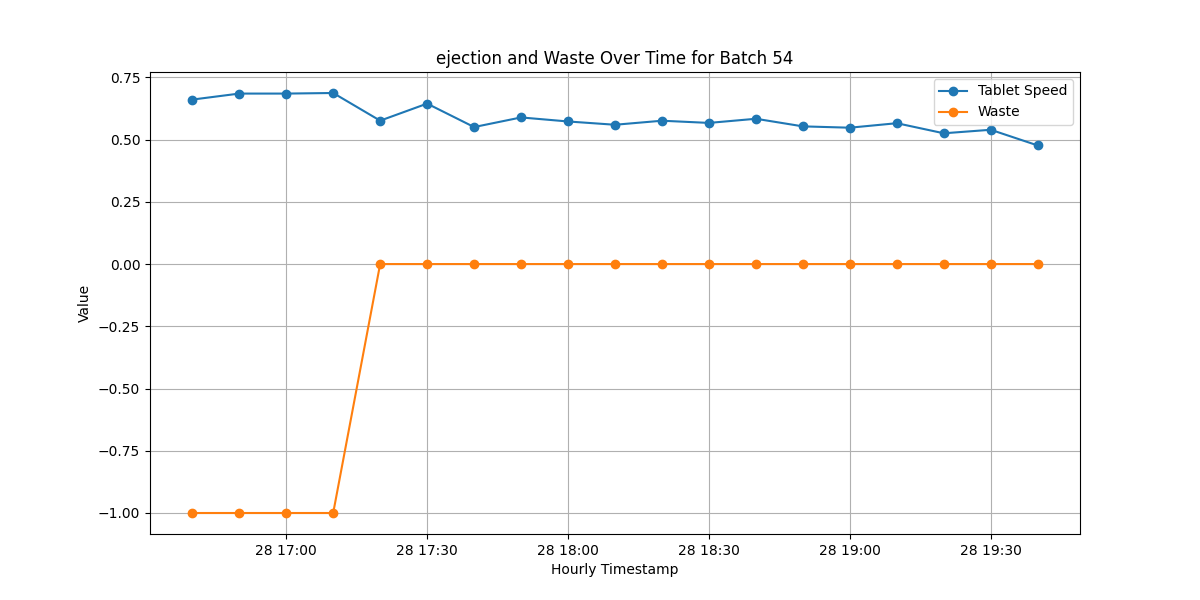 ejection and Waste Over Time for Batch 54
Tablet Speed
Waste
0.75
0.50
0.25
0.00
−0.25
−0.50
−0.75
−1.00
Value
28 17:00
28 17:30
28 18:00
28 18:30
28 19:00
28 19:30
Hourly Timestamp